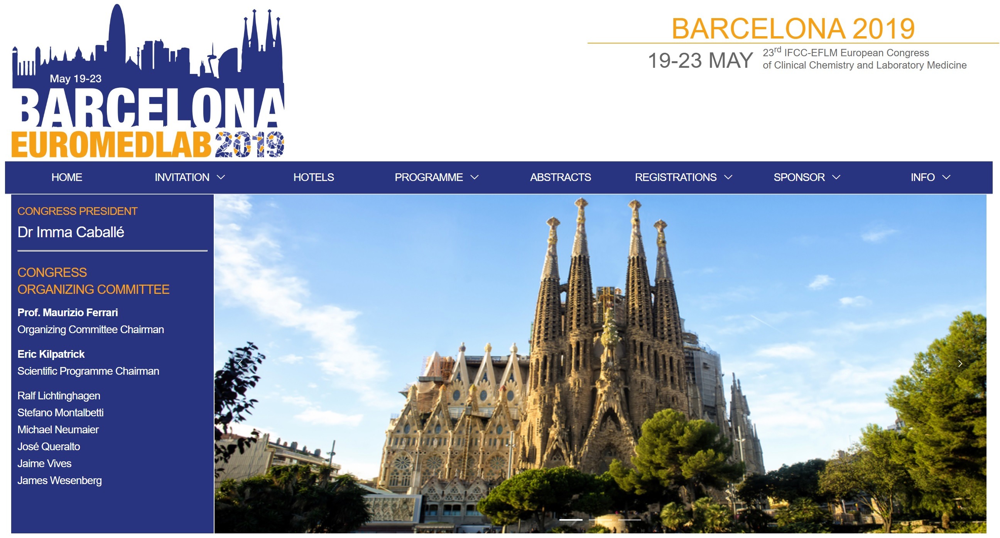 May 19-23
BARCELONA
EUROMEDLAB 2019
BARCELONA 2019
19-23 MAY
23rd IFCC-EFLM European Congress
of Clinical Chemistry and Laboratory Medicine
HOME INVITATION HOTELS PROGRAMME ABSTRACTS REGISTRATIONS SPONSOR INFO
CONGRESS PRESIDENT
Dr Imma Caballé
CONGRESS
ORGANIZING COMMITTEE
Prof. Maurizio Ferrari
Organizing Committee Chairman
Eric Kilpatrick
Scientific Programme Chairman
Ralf Lichtinghagen
Stefano Montalbetti
Michael Neumaier
José Queralto
Jaime Vives
James Wesenberg